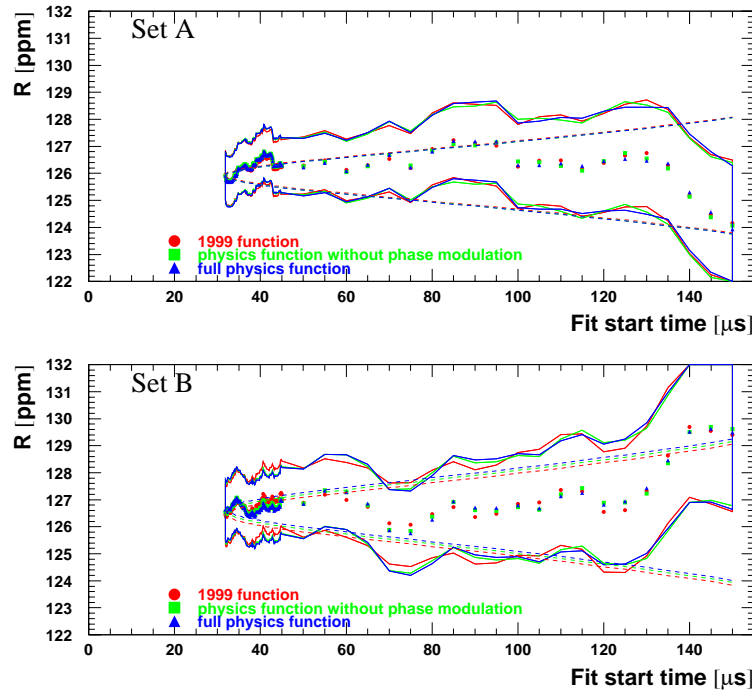 R [ppm]
132
131
130
129
128
127
126
125
124
123
122
Set A
1999 function
physics function without phase modulation
full physics function
0 20 40 60 80 100 120 140
Fit start time [μs]
R [ppm]
132
131
130
129
128
127
126
125
124
123
122
Set B
1999 function
physics function without phase modulation
full physics function
0 20 40 60 80 100 120 140
Fit start time [μs]